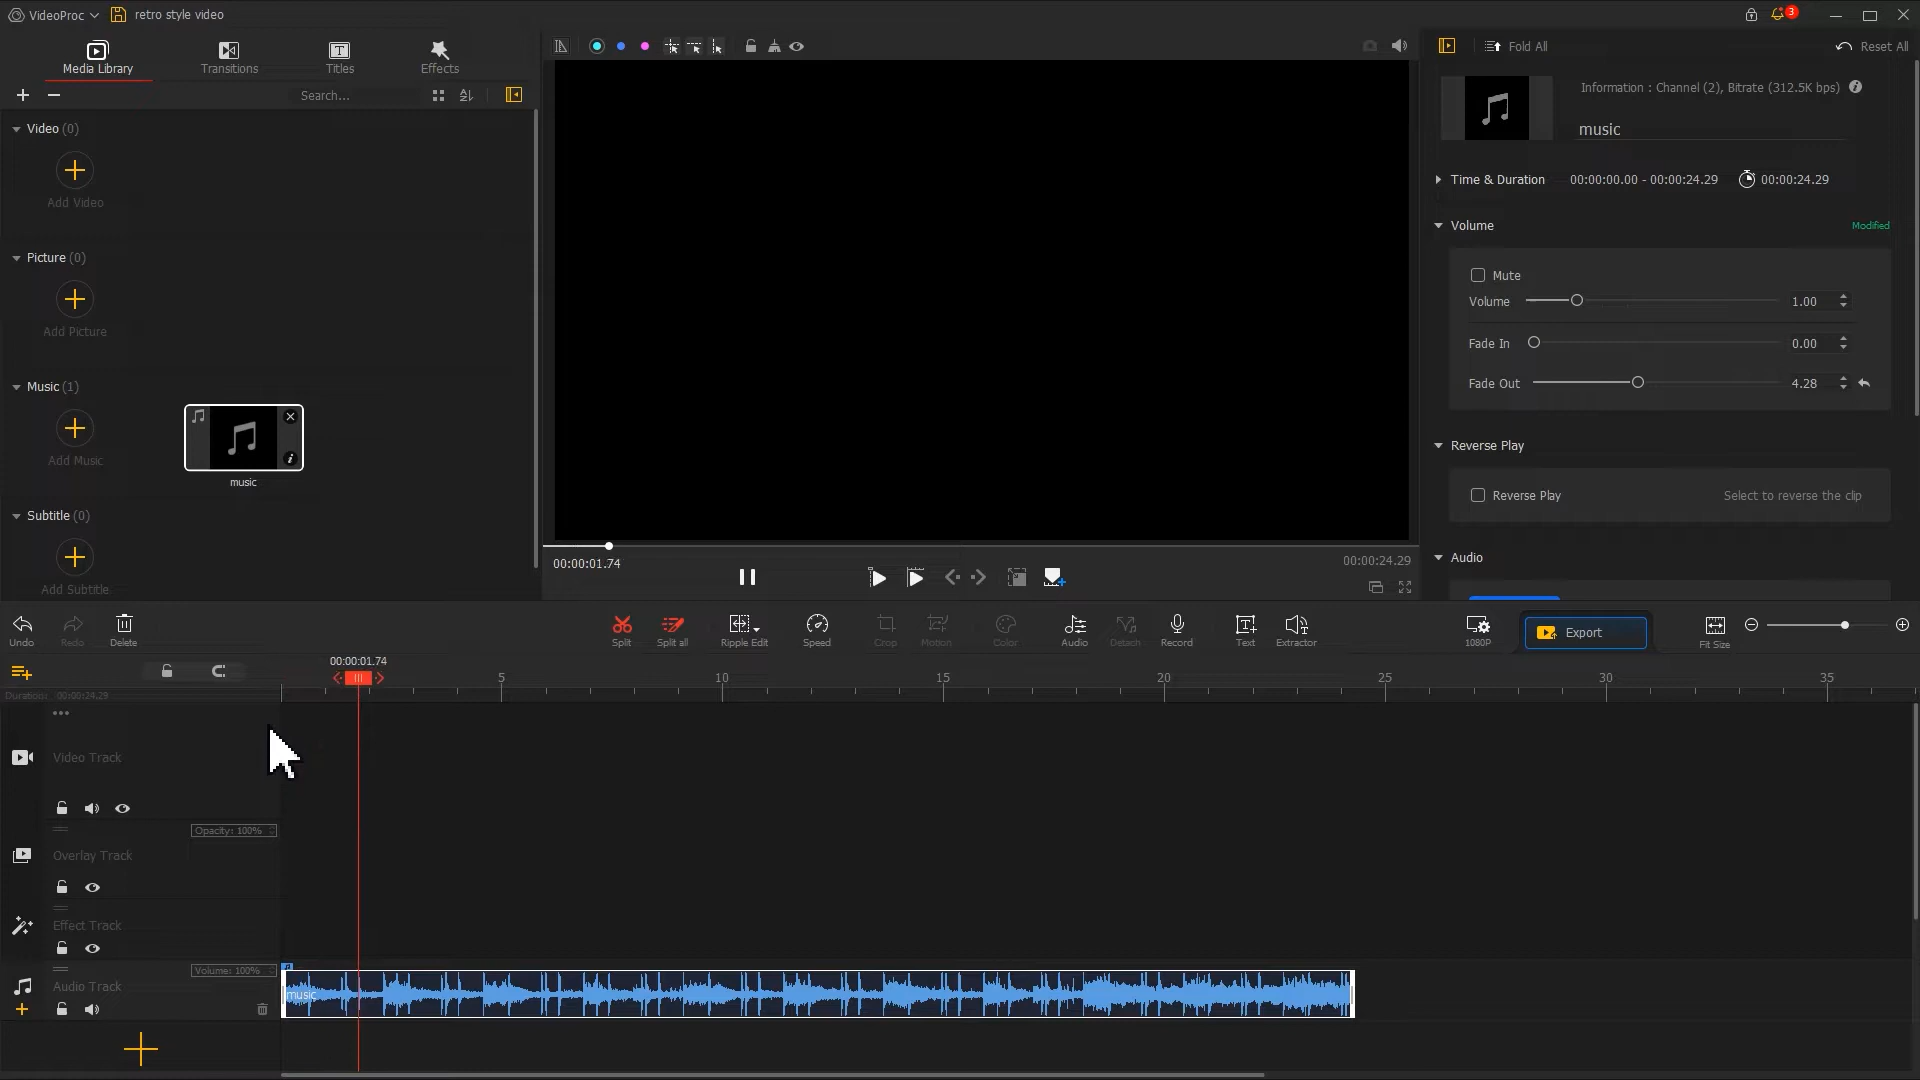 VideoProc
retro style video
3
Media Library
Transitions
Titles
Effects
Search...
Fold All
Reset All
Video (0)
Add Video
Picture (0)
Add Picture
Music (1)
Add Music
music
Subtitle (0)
Add Subtitle
Information : Channel (2), Bitrate (312.5K bps)
music
Time & Duration
00:00:00.00 - 00:00:24.29
00:00:24.29
Volume
Modified
Mute
Volume
1.00
Fade In
0.00
Fade Out
4.28
Reverse Play
Reverse Play
Select to reverse the clip
Audio
00:00:01.74
00:00:24.29
Undo
Redo
Delete
Split
Split all
Ripple Edit
Speed
Crop
Motion
Color
Audio
Detach
Record
Text
Extractor
1080P
Export
Fit Size
00:00:01.74
5
10
15
20
25
30
35
Duration: 00:00:24.29
Video Track
Opacity: 100%
Overlay Track
Effect Track
Volume: 100%
Audio Track
music